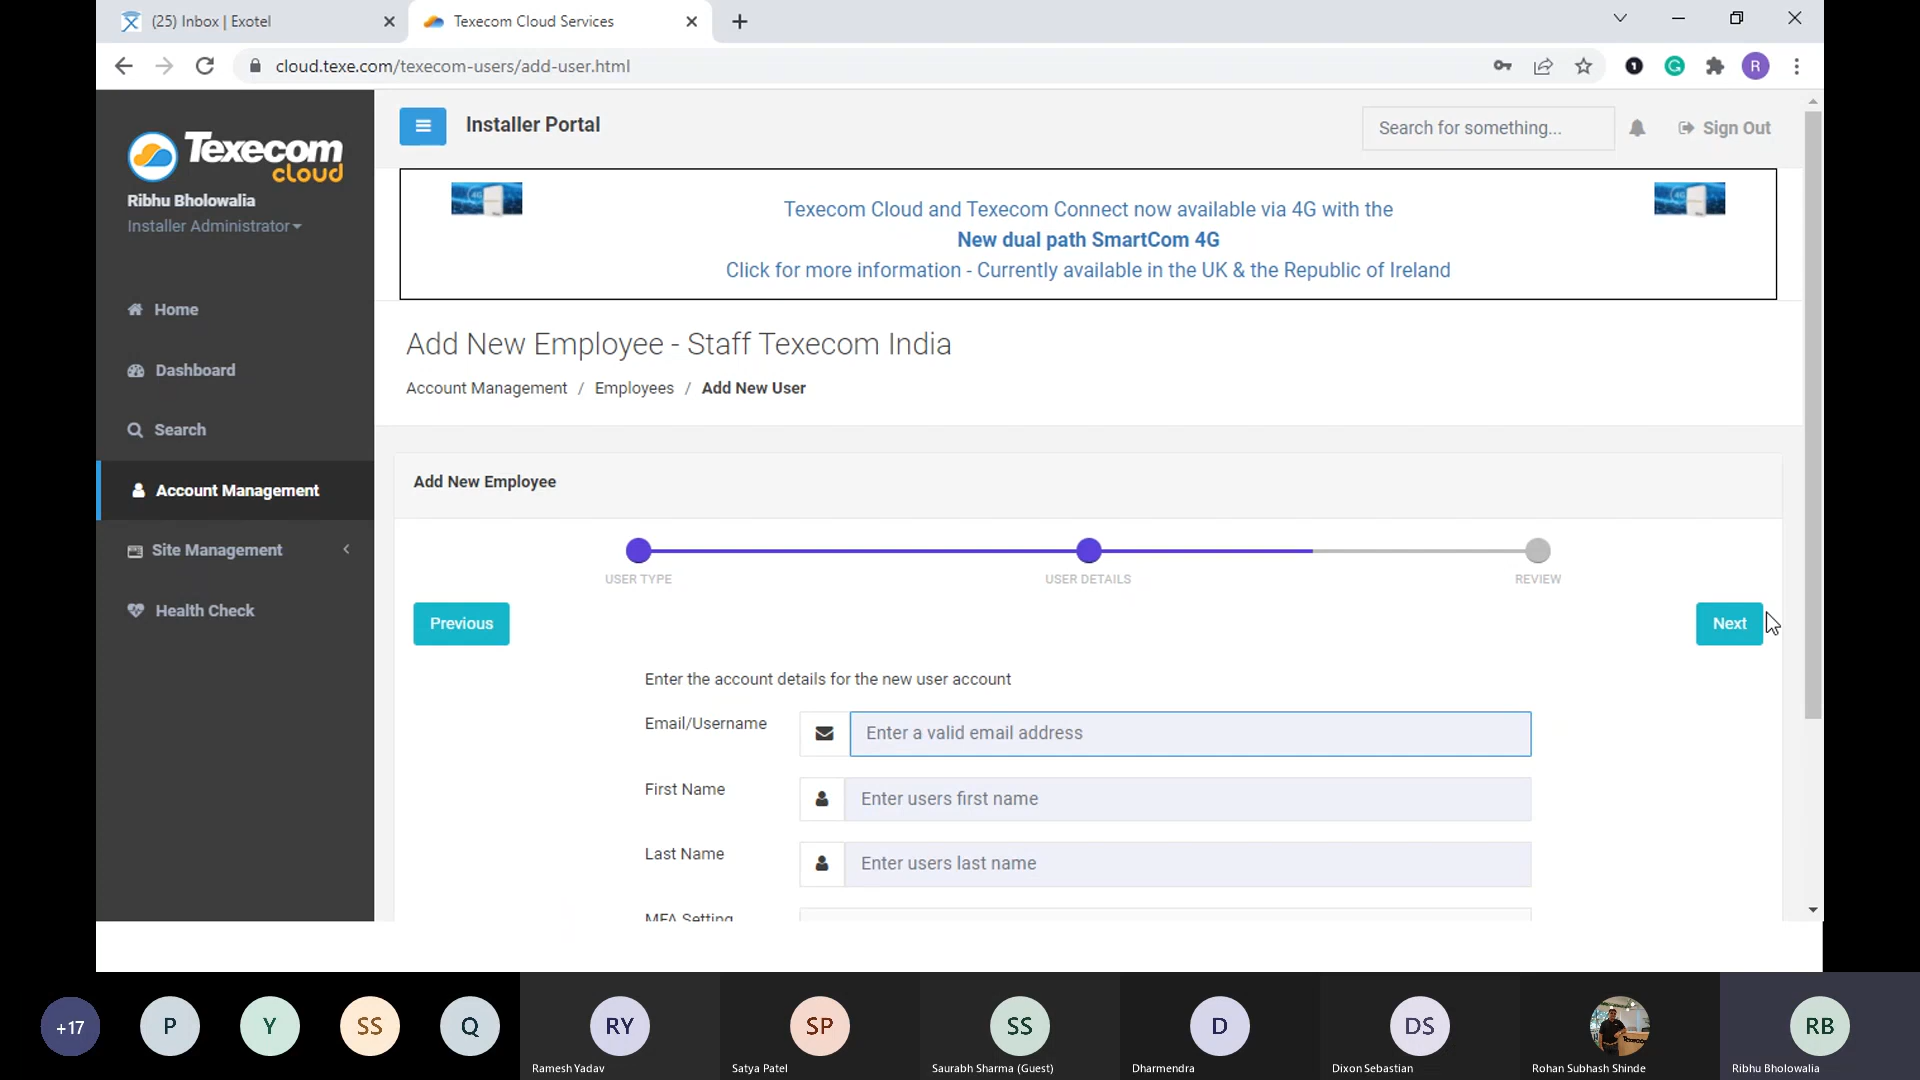 (25) Inbox | Exotel
Texecom Cloud Services
cloud.texe.com/texecom-users/add-user.html
1
G
R
Texecom
cloud
Ribhu Bholowalia
Installer Administrator
Home
Dashboard
Search
Account Management
Site Management
Health Check
Installer Portal
Search for something...
Sign Out
4G
4G
Texecom Cloud and Texecom Connect now available via 4G with the
New dual path SmartCom 4G
Click for more information - Currently available in the UK & the Republic of Ireland
Add New Employee - Staff Texecom India
Account Management / Employees / Add New User
Add New Employee
USER TYPE
USER DETAILS
REVIEW
Previous
Next
Enter the account details for the new user account
Email/Username
Enter a valid email address
First Name
Enter users first name
Last Name
Enter users last name
MFA Setting
+17
P
Y
SS
Q
RY
SP
SS
D
DS
RB
Ramesh Yadav
Satya Patel
Saurabh Sharma (Guest)
Dharmendra
Dixon Sebastian
Rohan Subhash Shinde
Ribhu Bholowalia